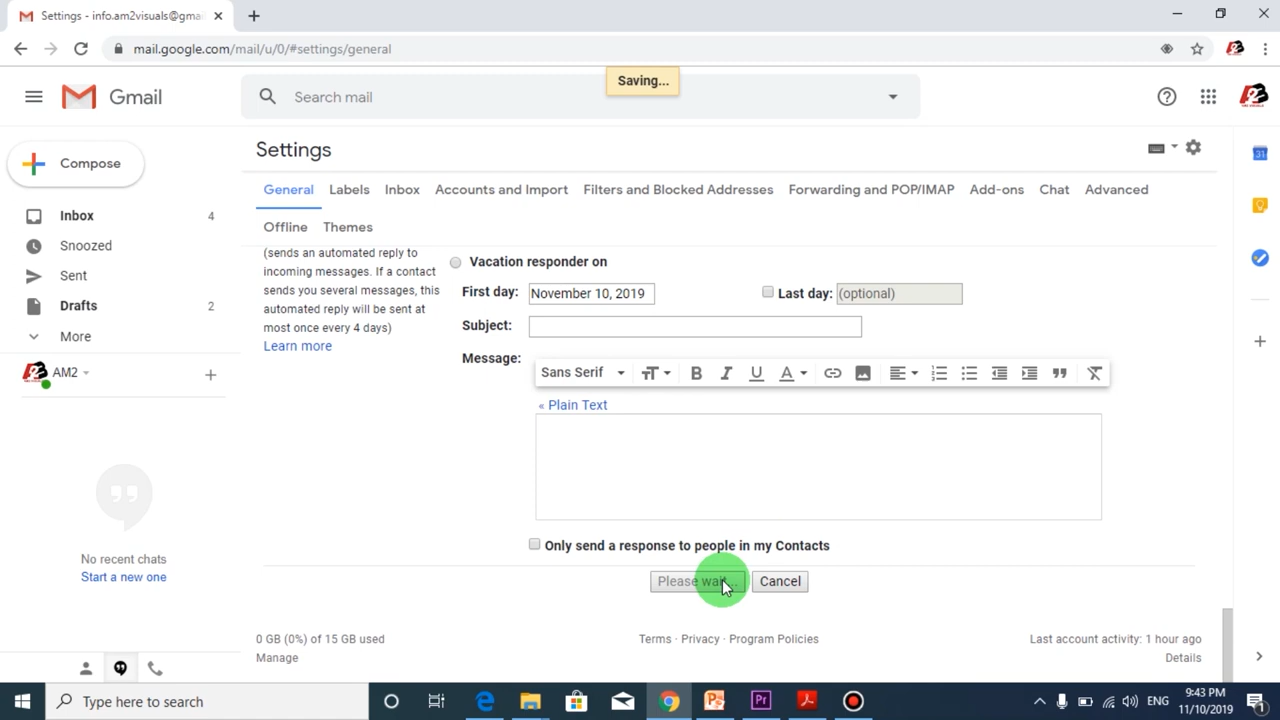 Settings - info.am2visuals@gma
mail.google.com/mail/u/0/#settings/general
Saving...
Gmail
Search mail
Compose
Settings
General Labels Inbox Accounts and Import Filters and Blocked Addresses Forwarding and POP/IMAP Add-ons Chat Advanced
Offline Themes
Inbox 4
Snoozed
Sent
Drafts 2
More
AM2
No recent chats
Start a new one
(sends an automated reply to
incoming messages. If a contact
sends you several messages, this
automated reply will be sent at
most once every 4 days)
Learn more
Vacation responder on
First day: November 10, 2019 Last day: (optional)
Subject:
Message:
Sans Serif
« Plain Text
Only send a response to people in my Contacts
Please wait... Cancel
0 GB (0%) of 15 GB used
Manage
Terms · Privacy · Program Policies
Last account activity: 1 hour ago
Details
Type here to search
ENG
9:43 PM
11/10/2019